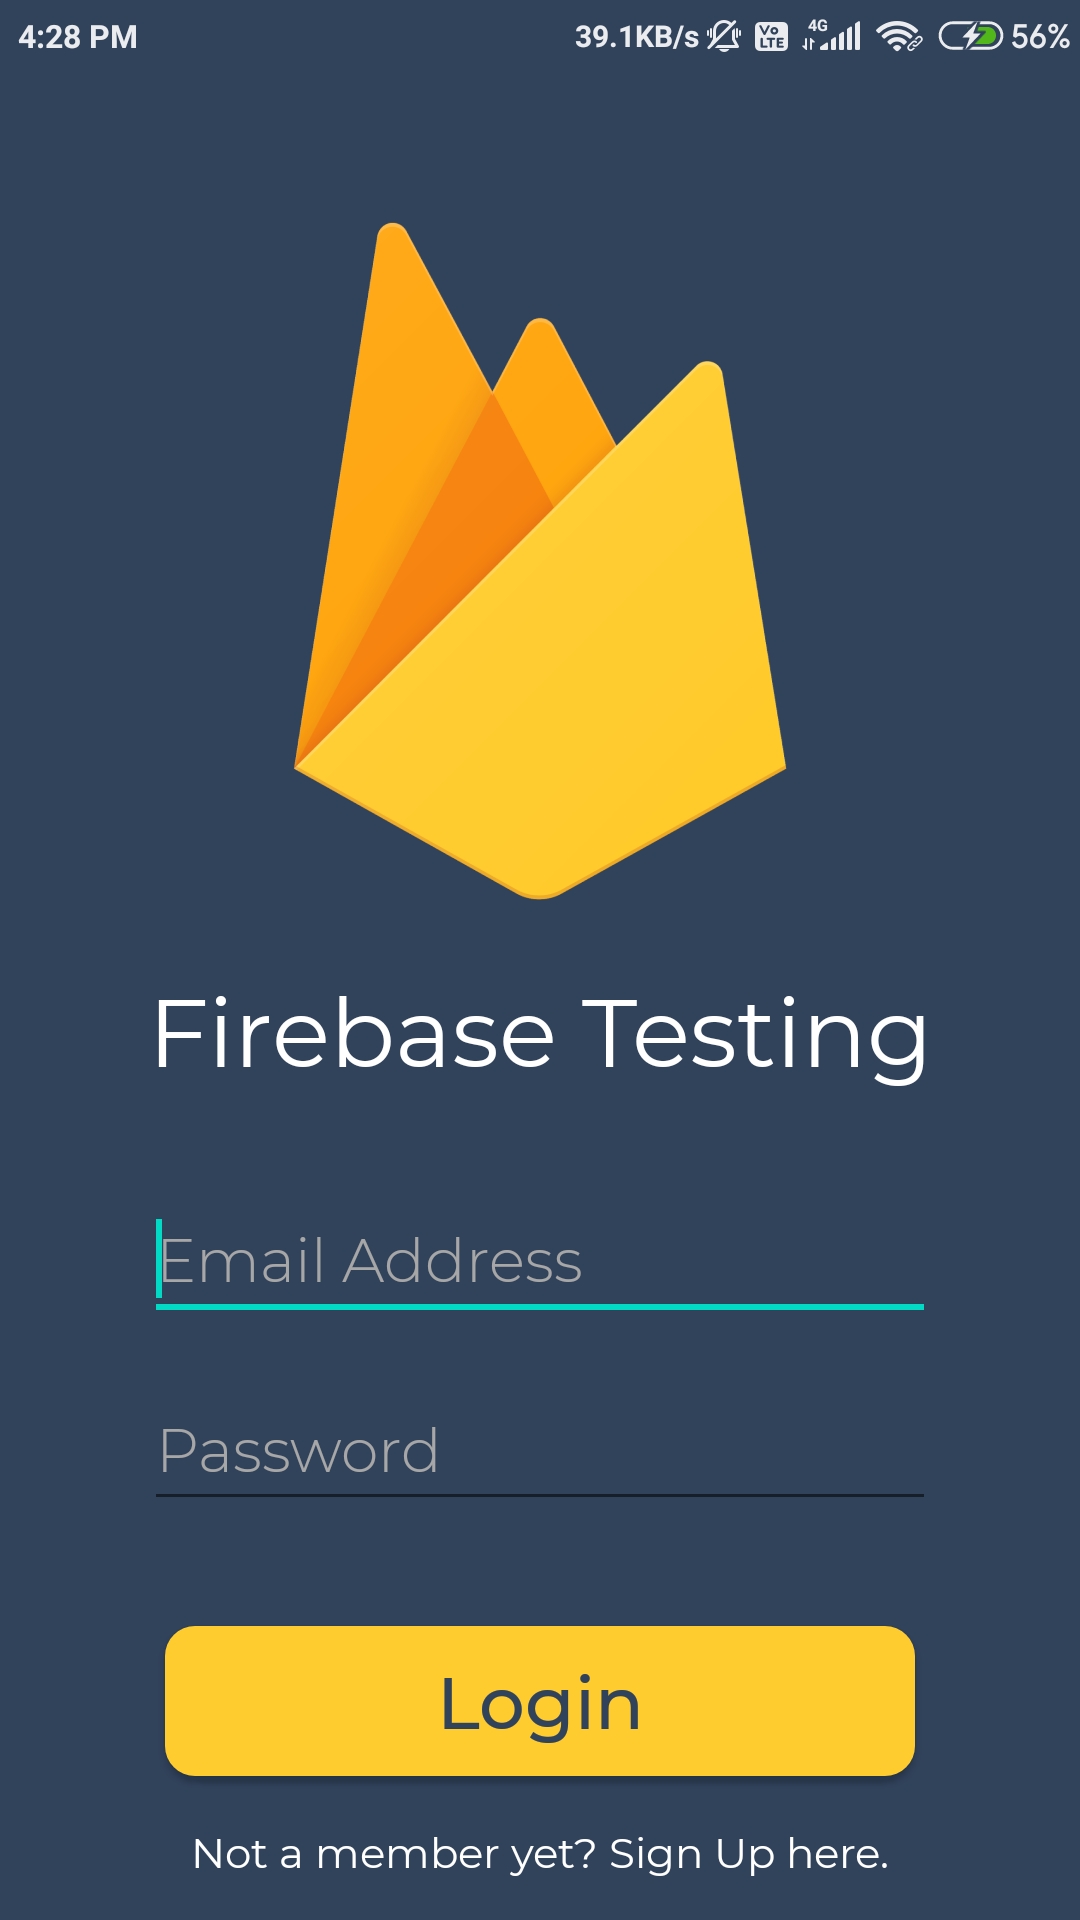 4:28 PM 39.1KB/s Vo LTE 4G 56%
Firebase Testing
Email Address
Password
Login
Not a member yet? Sign Up here.